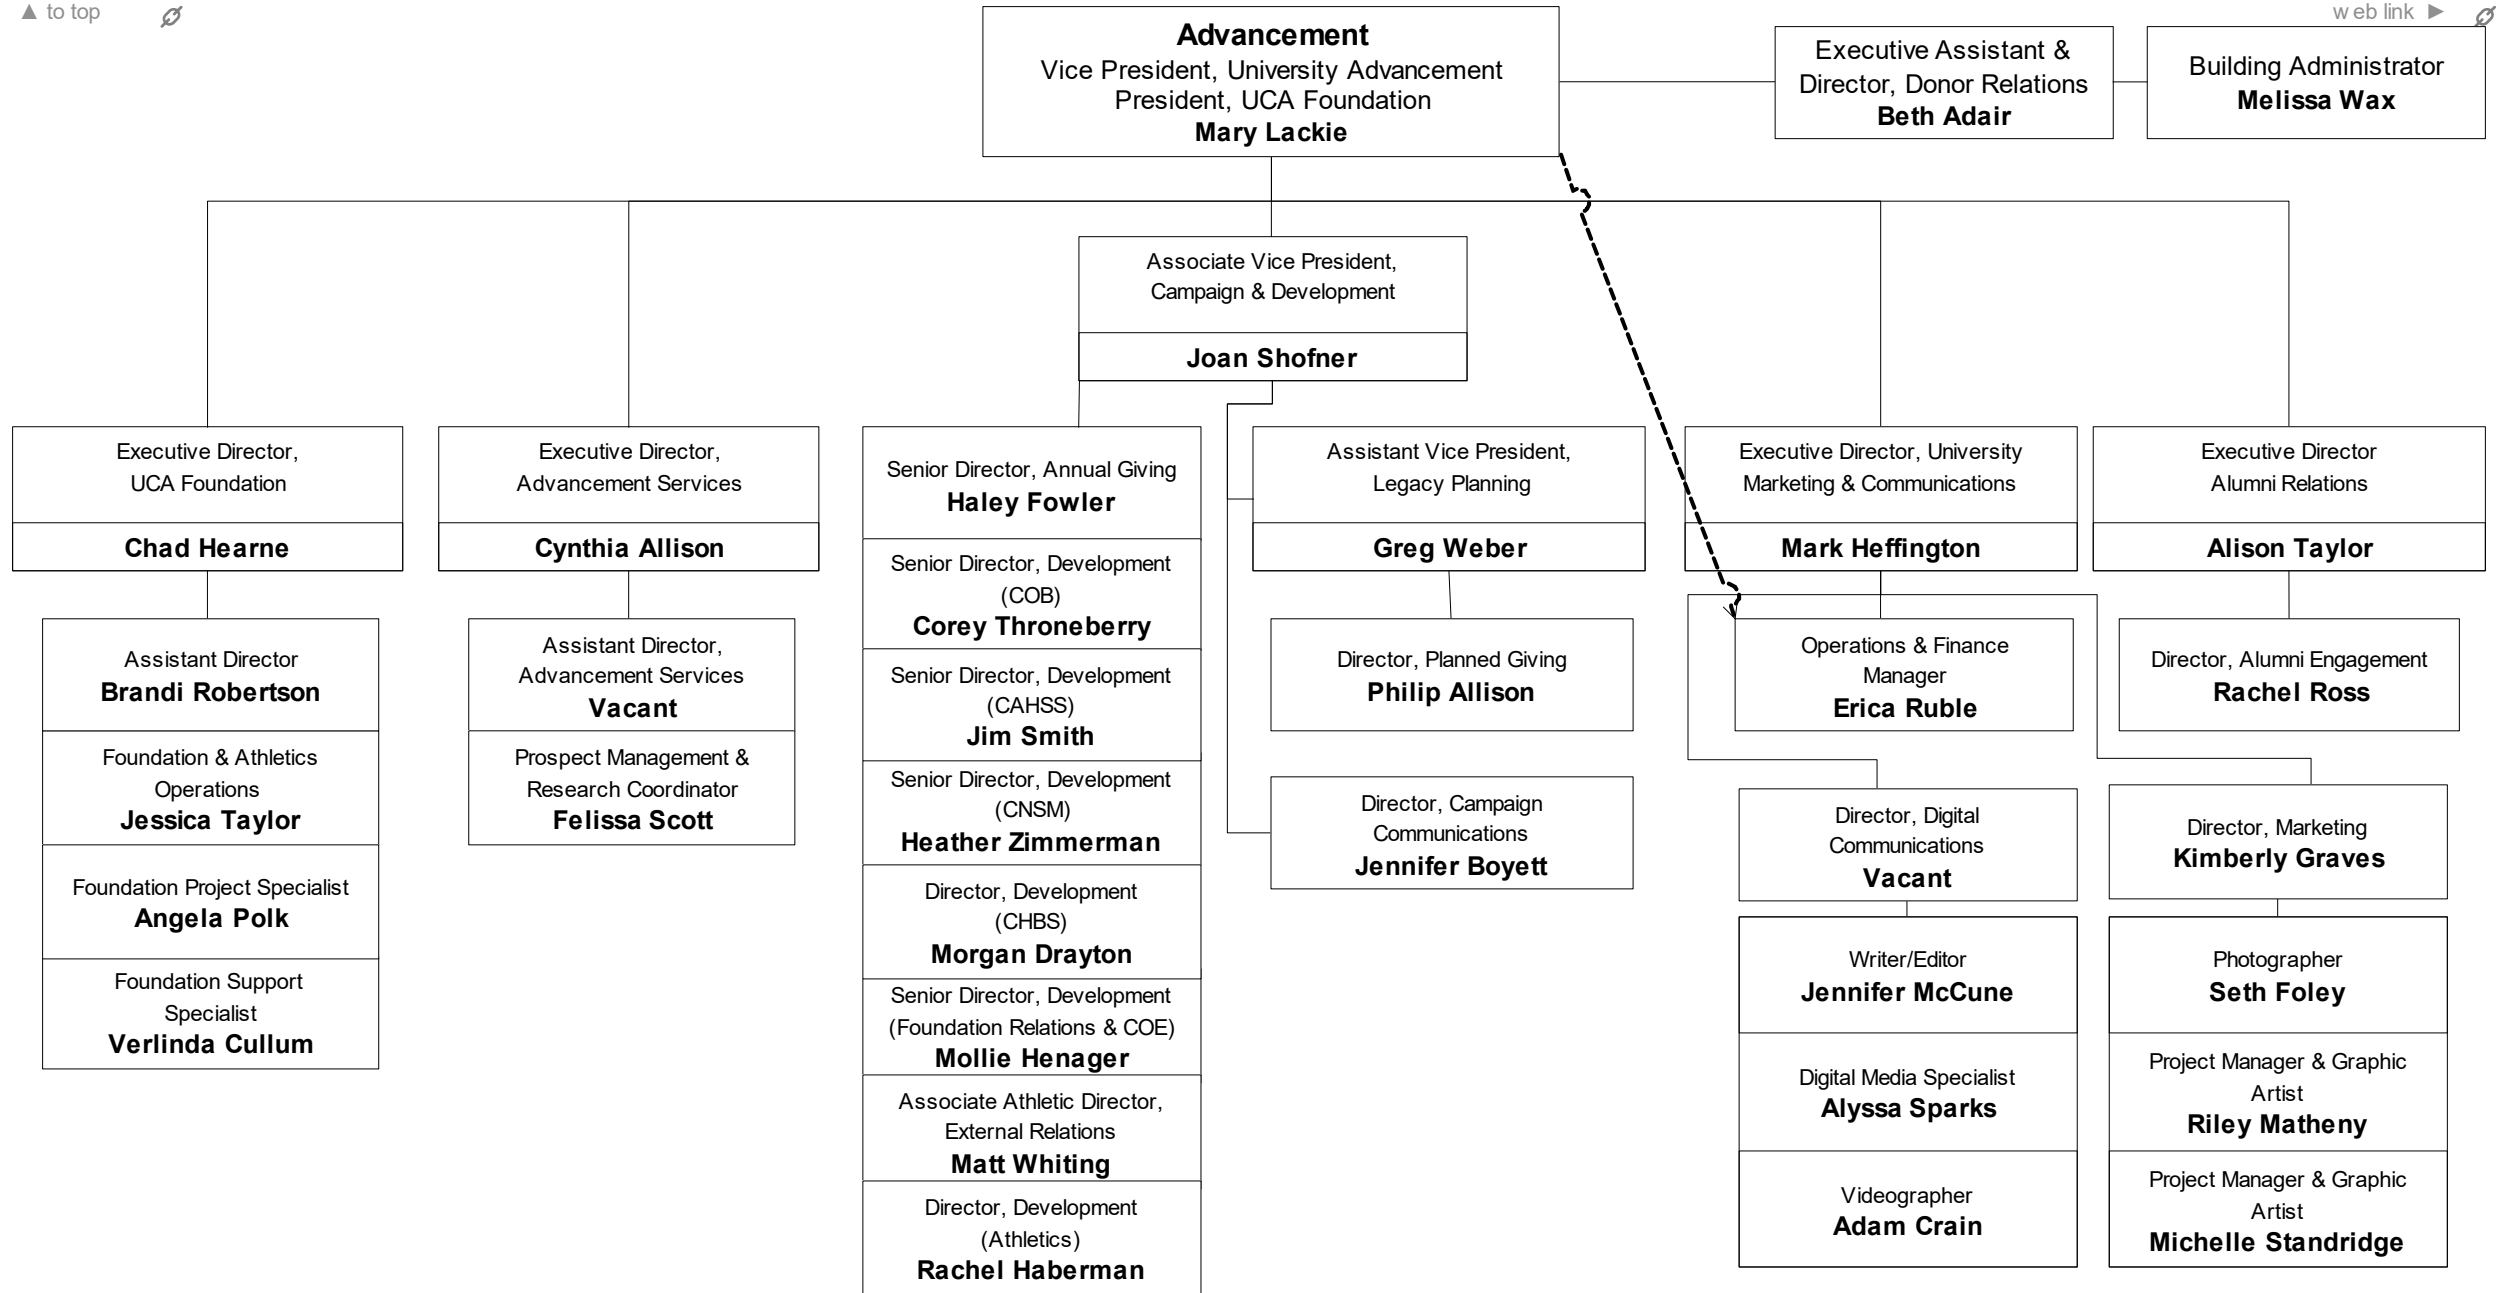 ▲ to top
web link ►
Advancement
Vice President, University Advancement
President, UCA Foundation
Mary Lackie
Executive Assistant &
Director, Donor Relations
Beth Adair
Building Administrator
Melissa Wax
Associate Vice President,
Campaign & Development
Joan Shofner
Executive Director,
UCA Foundation
Chad Hearne
Assistant Director
Brandi Robertson
Foundation & Athletics
Operations
Jessica Taylor
Foundation Project Specialist
Angela Polk
Foundation Support
Specialist
Verlinda Cullum
Executive Director,
Advancement Services
Cynthia Allison
Assistant Director,
Advancement Services
Vacant
Prospect Management &
Research Coordinator
Felissa Scott
Senior Director, Annual Giving
Haley Fowler
Senior Director, Development
(COB)
Corey Throneberry
Senior Director, Development
(CAHSS)
Jim Smith
Senior Director, Development
(CNSM)
Heather Zimmerman
Director, Development
(CHBS)
Morgan Drayton
Senior Director, Development
(Foundation Relations & COE)
Mollie Henager
Associate Athletic Director,
External Relations
Matt Whiting
Director, Development
(Athletics)
Rachel Haberman
Assistant Vice President,
Legacy Planning
Greg Weber
Director, Planned Giving
Philip Allison
Director, Campaign
Communications
Jennifer Boyett
Executive Director, University
Marketing & Communications
Mark Heffington
Operations & Finance
Manager
Erica Ruble
Director, Digital
Communications
Vacant
Writer/Editor
Jennifer McCune
Digital Media Specialist
Alyssa Sparks
Videographer
Adam Crain
Executive Director
Alumni Relations
Alison Taylor
Director, Alumni Engagement
Rachel Ross
Director, Marketing
Kimberly Graves
Photographer
Seth Foley
Project Manager & Graphic
Artist
Riley Matheny
Project Manager & Graphic
Artist
Michelle Standridge